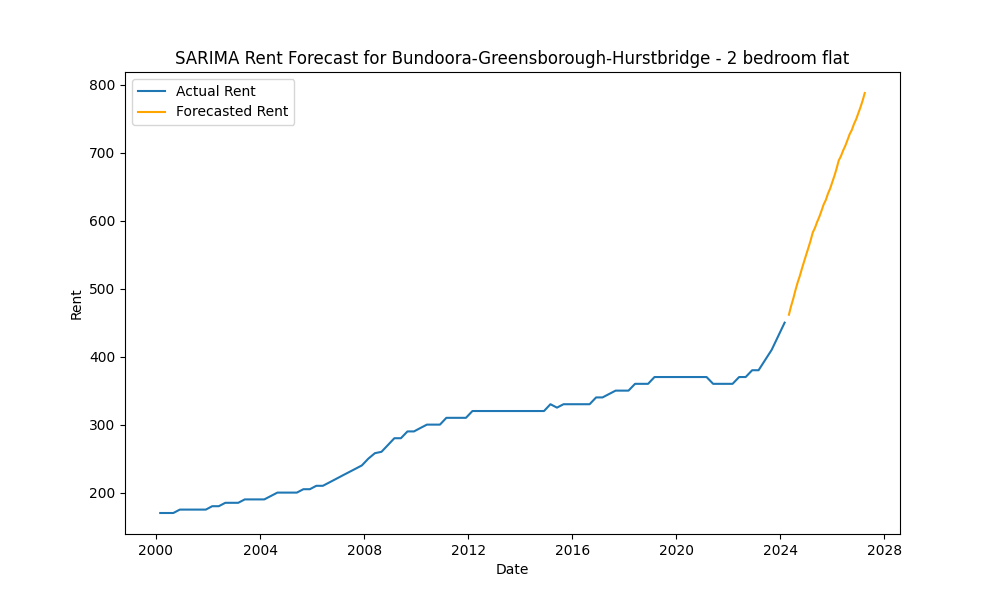 SARIMA Rent Forecast for Bundoora-Greensborough-Hurstbridge - 2 bedroom flat
Actual Rent
Forecasted Rent
800
700
600
500
400
300
200
Rent
2000 2004 2008 2012 2016 2020 2024 2028
Date